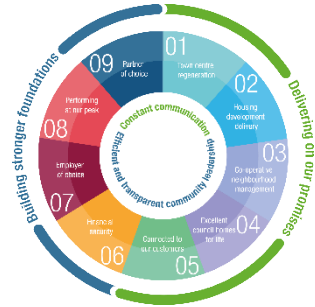 Building stronger foundations
Delivering on our promises
Constant communication
Efficient and transparent community leadership
01
Town centre
regeneration
02
Housing
development
delivery
03
Co-operative
neighbourhood
management
04
Excellent
council homes
for life
05
Connected to
our customers
06
Financial
security
07
Employer
of choice
08
Performing
at our peak
09
Partner
of choice